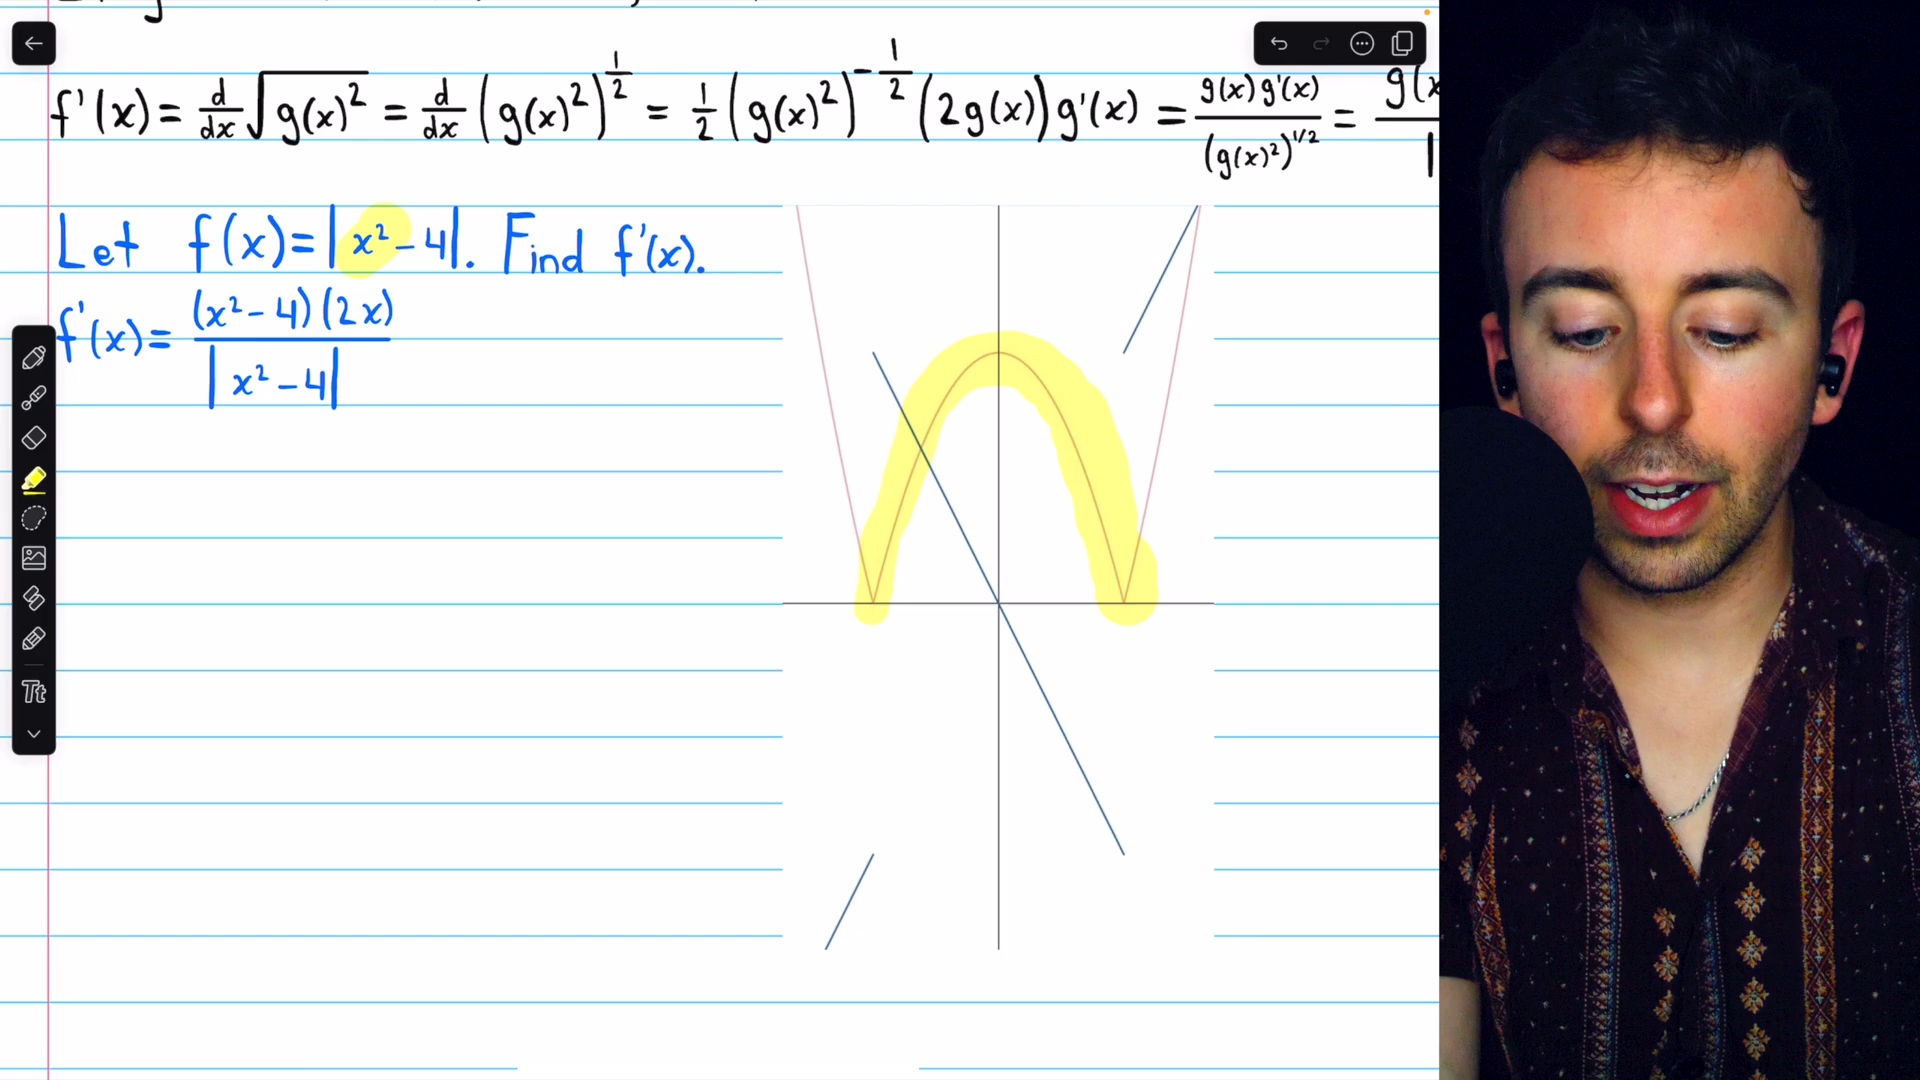 f'(x) = d/dx √g(x)² = d/dx (g(x)²)^1/2 = 1/2 (g(x)²)^-1/2 (2g(x)) g'(x) = g(x)g'(x)/(g(x)²)^1/2 = g(x
Let f(x) = |x² - 4|. Find f'(x).
f'(x) = (x² - 4)(2x)/|x² - 4|
Tt